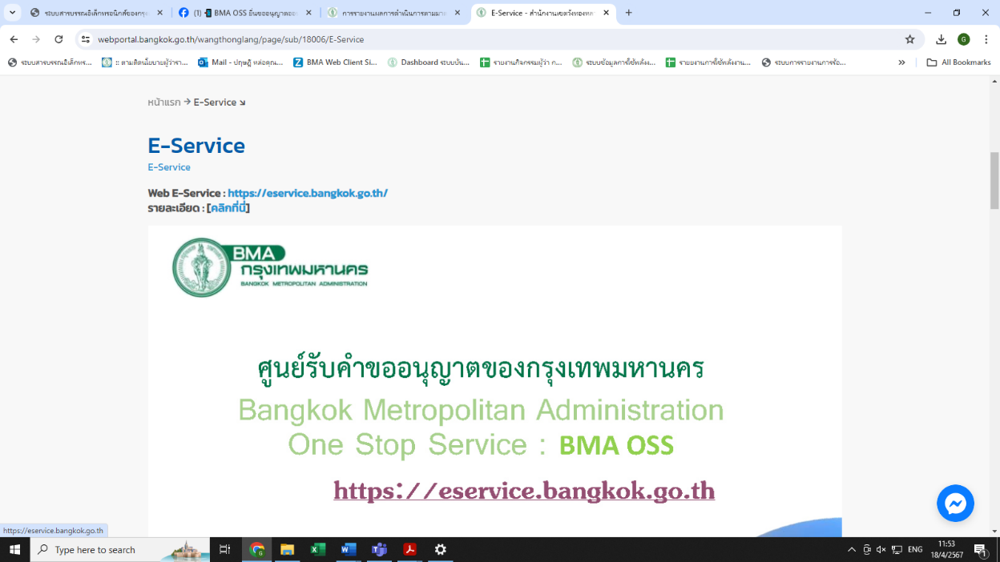 ระบบสารบรรณอิเล็กทรอนิกส์ของกรุง
(1) BMA OSS ยื่นขออนุญาตออ
การรายงานผลการดำเนินการตามมา
E-Service - สำนักงานเขตวังทองหลา
webportal.bangkok.go.th/wangthonglang/page/sub/18006/E-Service
ระบบสารบรรณอิเล็กทร...
:: ตามติดนโยบายผู้ว่ารา...
Mail - ปฤษฎี หล่อคุณ...
BMA Web Client Si...
Dashboard ระบบบัน...
รายงานกิจกรรมผู้ว่า ก...
ระบบข้อมูลการใช้พลังง...
รายงานการใช้พลังงาน...
ระบบการรายงานการร้อ...
All Bookmarks
หน้าแรก → E-Service ↘
E-Service
E-Service
Web E-Service : https://eservice.bangkok.go.th/
รายละเอียด : [คลิกที่นี่]
BMA
กรุงเทพมหานคร
BANGKOK METROPOLITAN ADMINISTRATION
ศูนย์รับคำขออนุญาตของกรุงเทพมหานคร
Bangkok Metropolitan Administration
One Stop Service : BMA OSS
https://eservice.bangkok.go.th
https://eservice.bangkok.go.th
Type here to search
ENG
11:53
18/4/2567